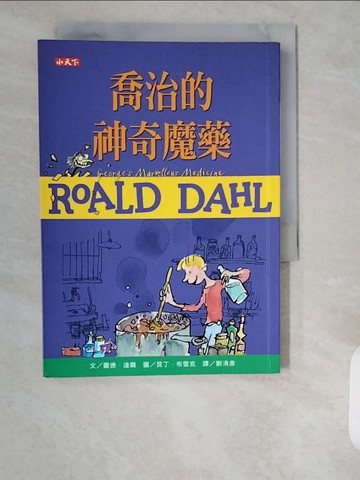 小天下
喬治的
神奇魔藥
George's Marvellous Medicine
ROALD DAHL
文／羅德．達爾 圖／昆丁．布雷克 譯／劉清彥